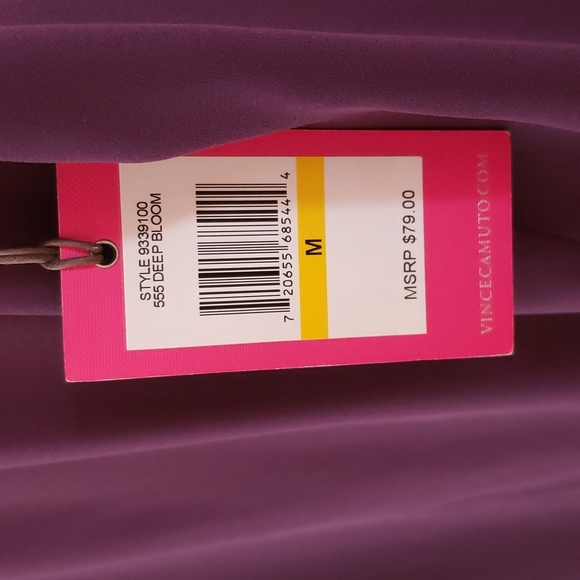 STYLE 9339100
555 DEEP BLOOM
7 20655 68544 4
M
MSRP $79.00
VINCECAMUTO.COM